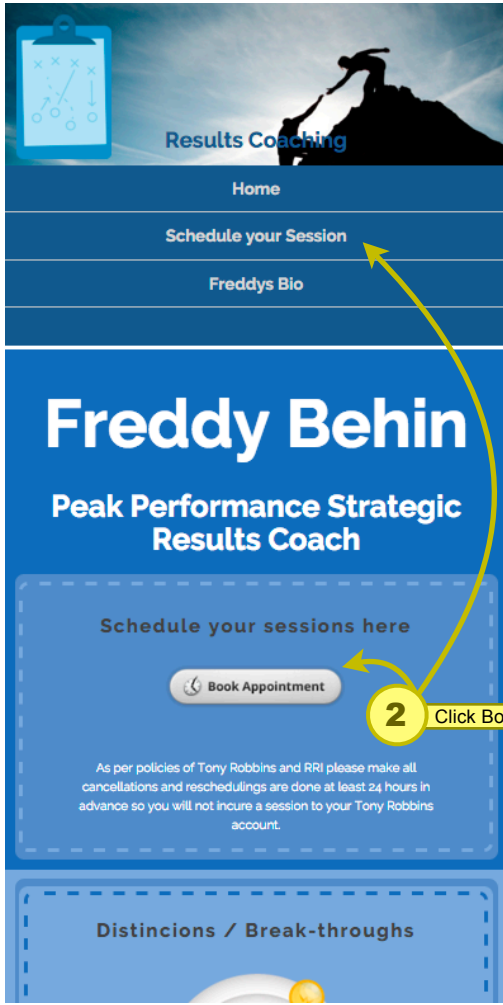 Results Coaching
Home
Schedule your Session
Freddys Bio
Freddy Behin
Peak Performance Strategic
Results Coach
Schedule your sessions here
Book Appointment
2
Click Bo
As per policies of Tony Robbins and RRI please make all
cancellations and reschedulings are done at least 24 hours in
advance so you will not incure a session to your Tony Robbins
account.
Distincions / Break-throughs